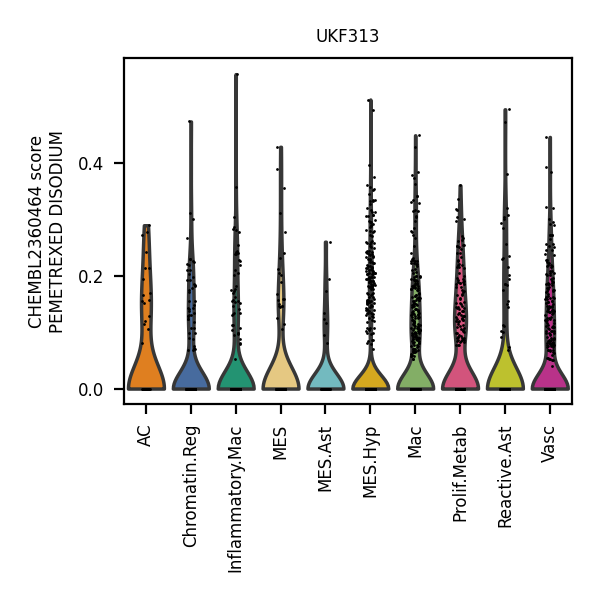 UKF313
CHEMBL2360464 score
PEMETREXED DISODIUM
0.4
0.2
0.0
AC
Chromatin.Reg
Inflammatory.Mac
MES
MES.Ast
MES.Hyp
Mac
Prolif.Metab
Reactive.Ast
Vasc